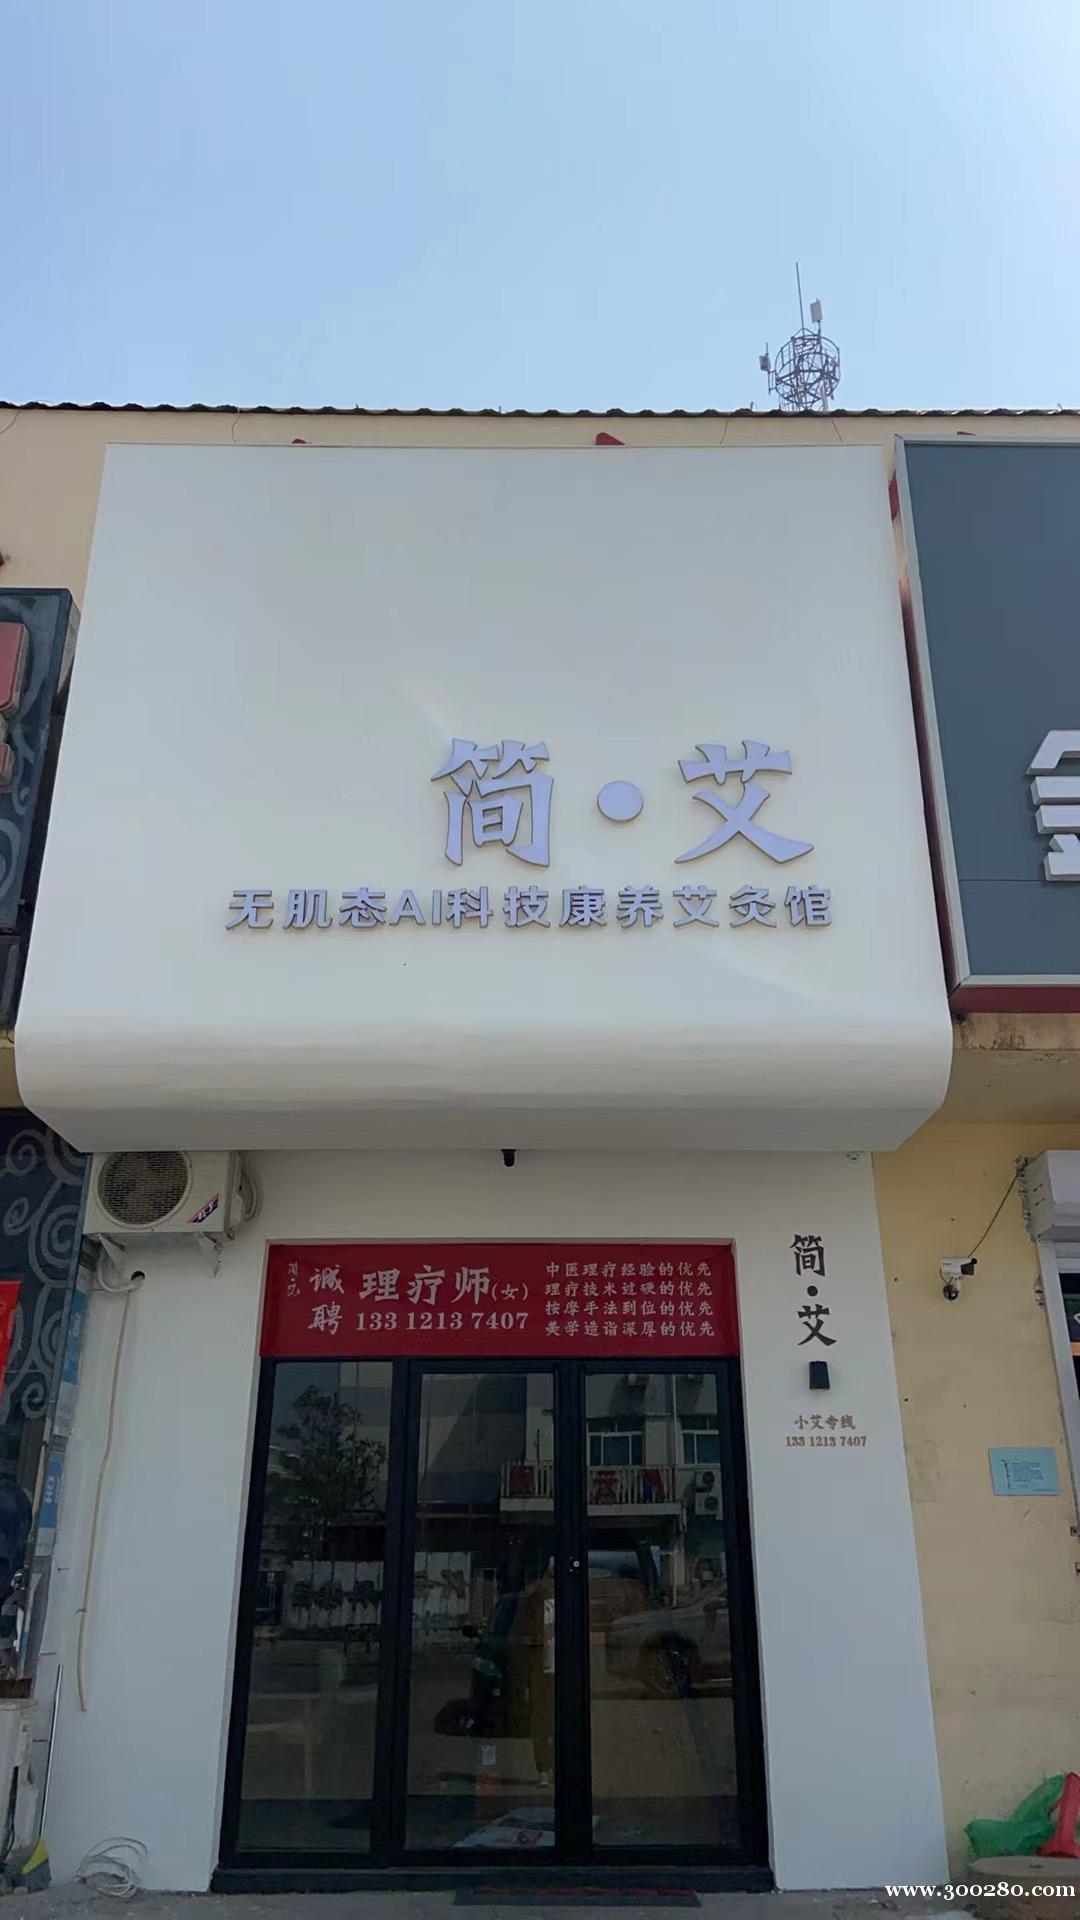 简·艾
无肌态AI科技康养艾灸馆
简艾
诚聘
理疗师(女)
133 1213 7407
中医理疗经验的优先
理疗技术过硬的优先
按摩手法到位的优先
美学造诣深厚的优先
简·艾
小艾专线
133 1213 7407
www.300280.com